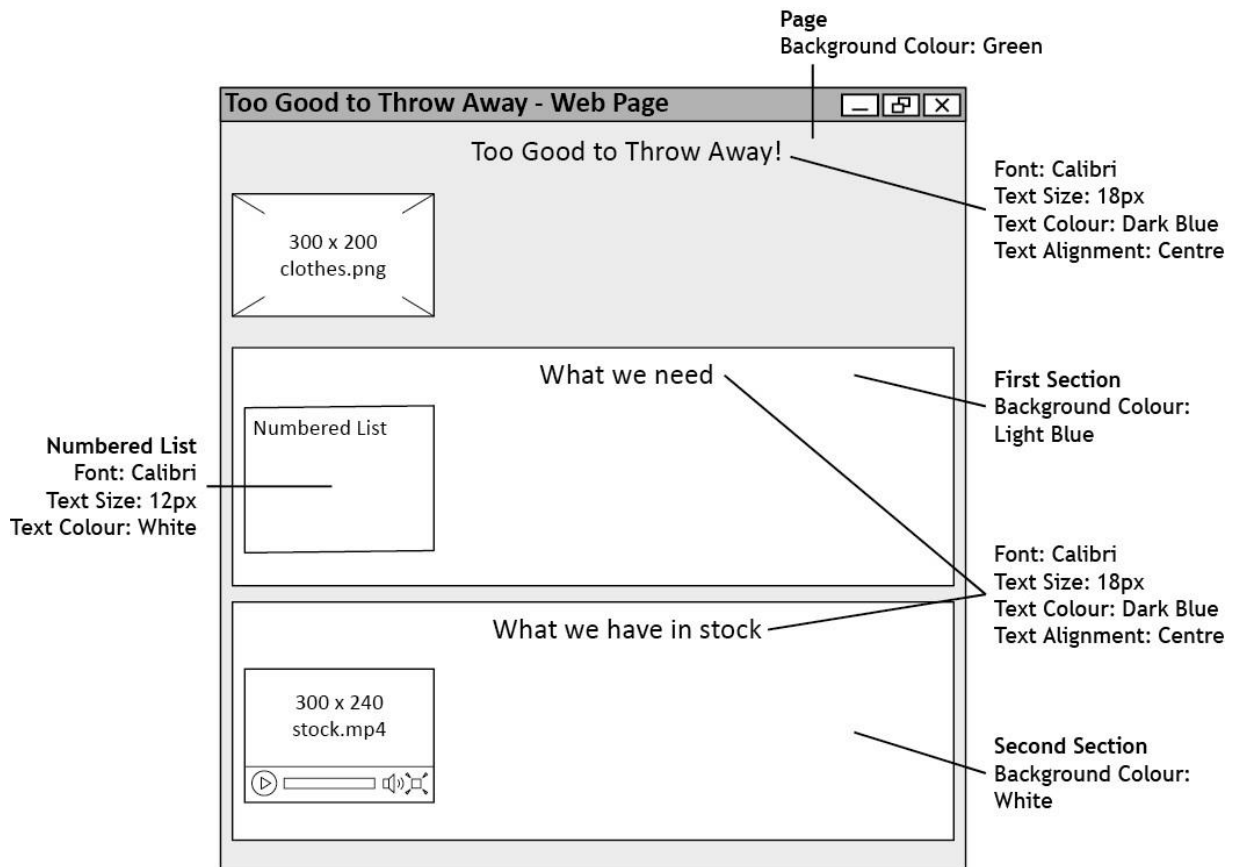 Page
Background Colour: Green
Too Good to Throw Away - Web Page
Too Good to Throw Away!
Font: Calibri
Text Size: 18px
Text Colour: Dark Blue
Text Alignment: Centre
300 x 200
clothes.png
What we need
First Section
Background Colour:
Light Blue
Numbered List
Numbered List
Font: Calibri
Text Size: 12px
Text Colour: White
Font: Calibri
Text Size: 18px
Text Colour: Dark Blue
Text Alignment: Centre
What we have in stock
300 x 240
stock.mp4
Second Section
Background Colour:
White